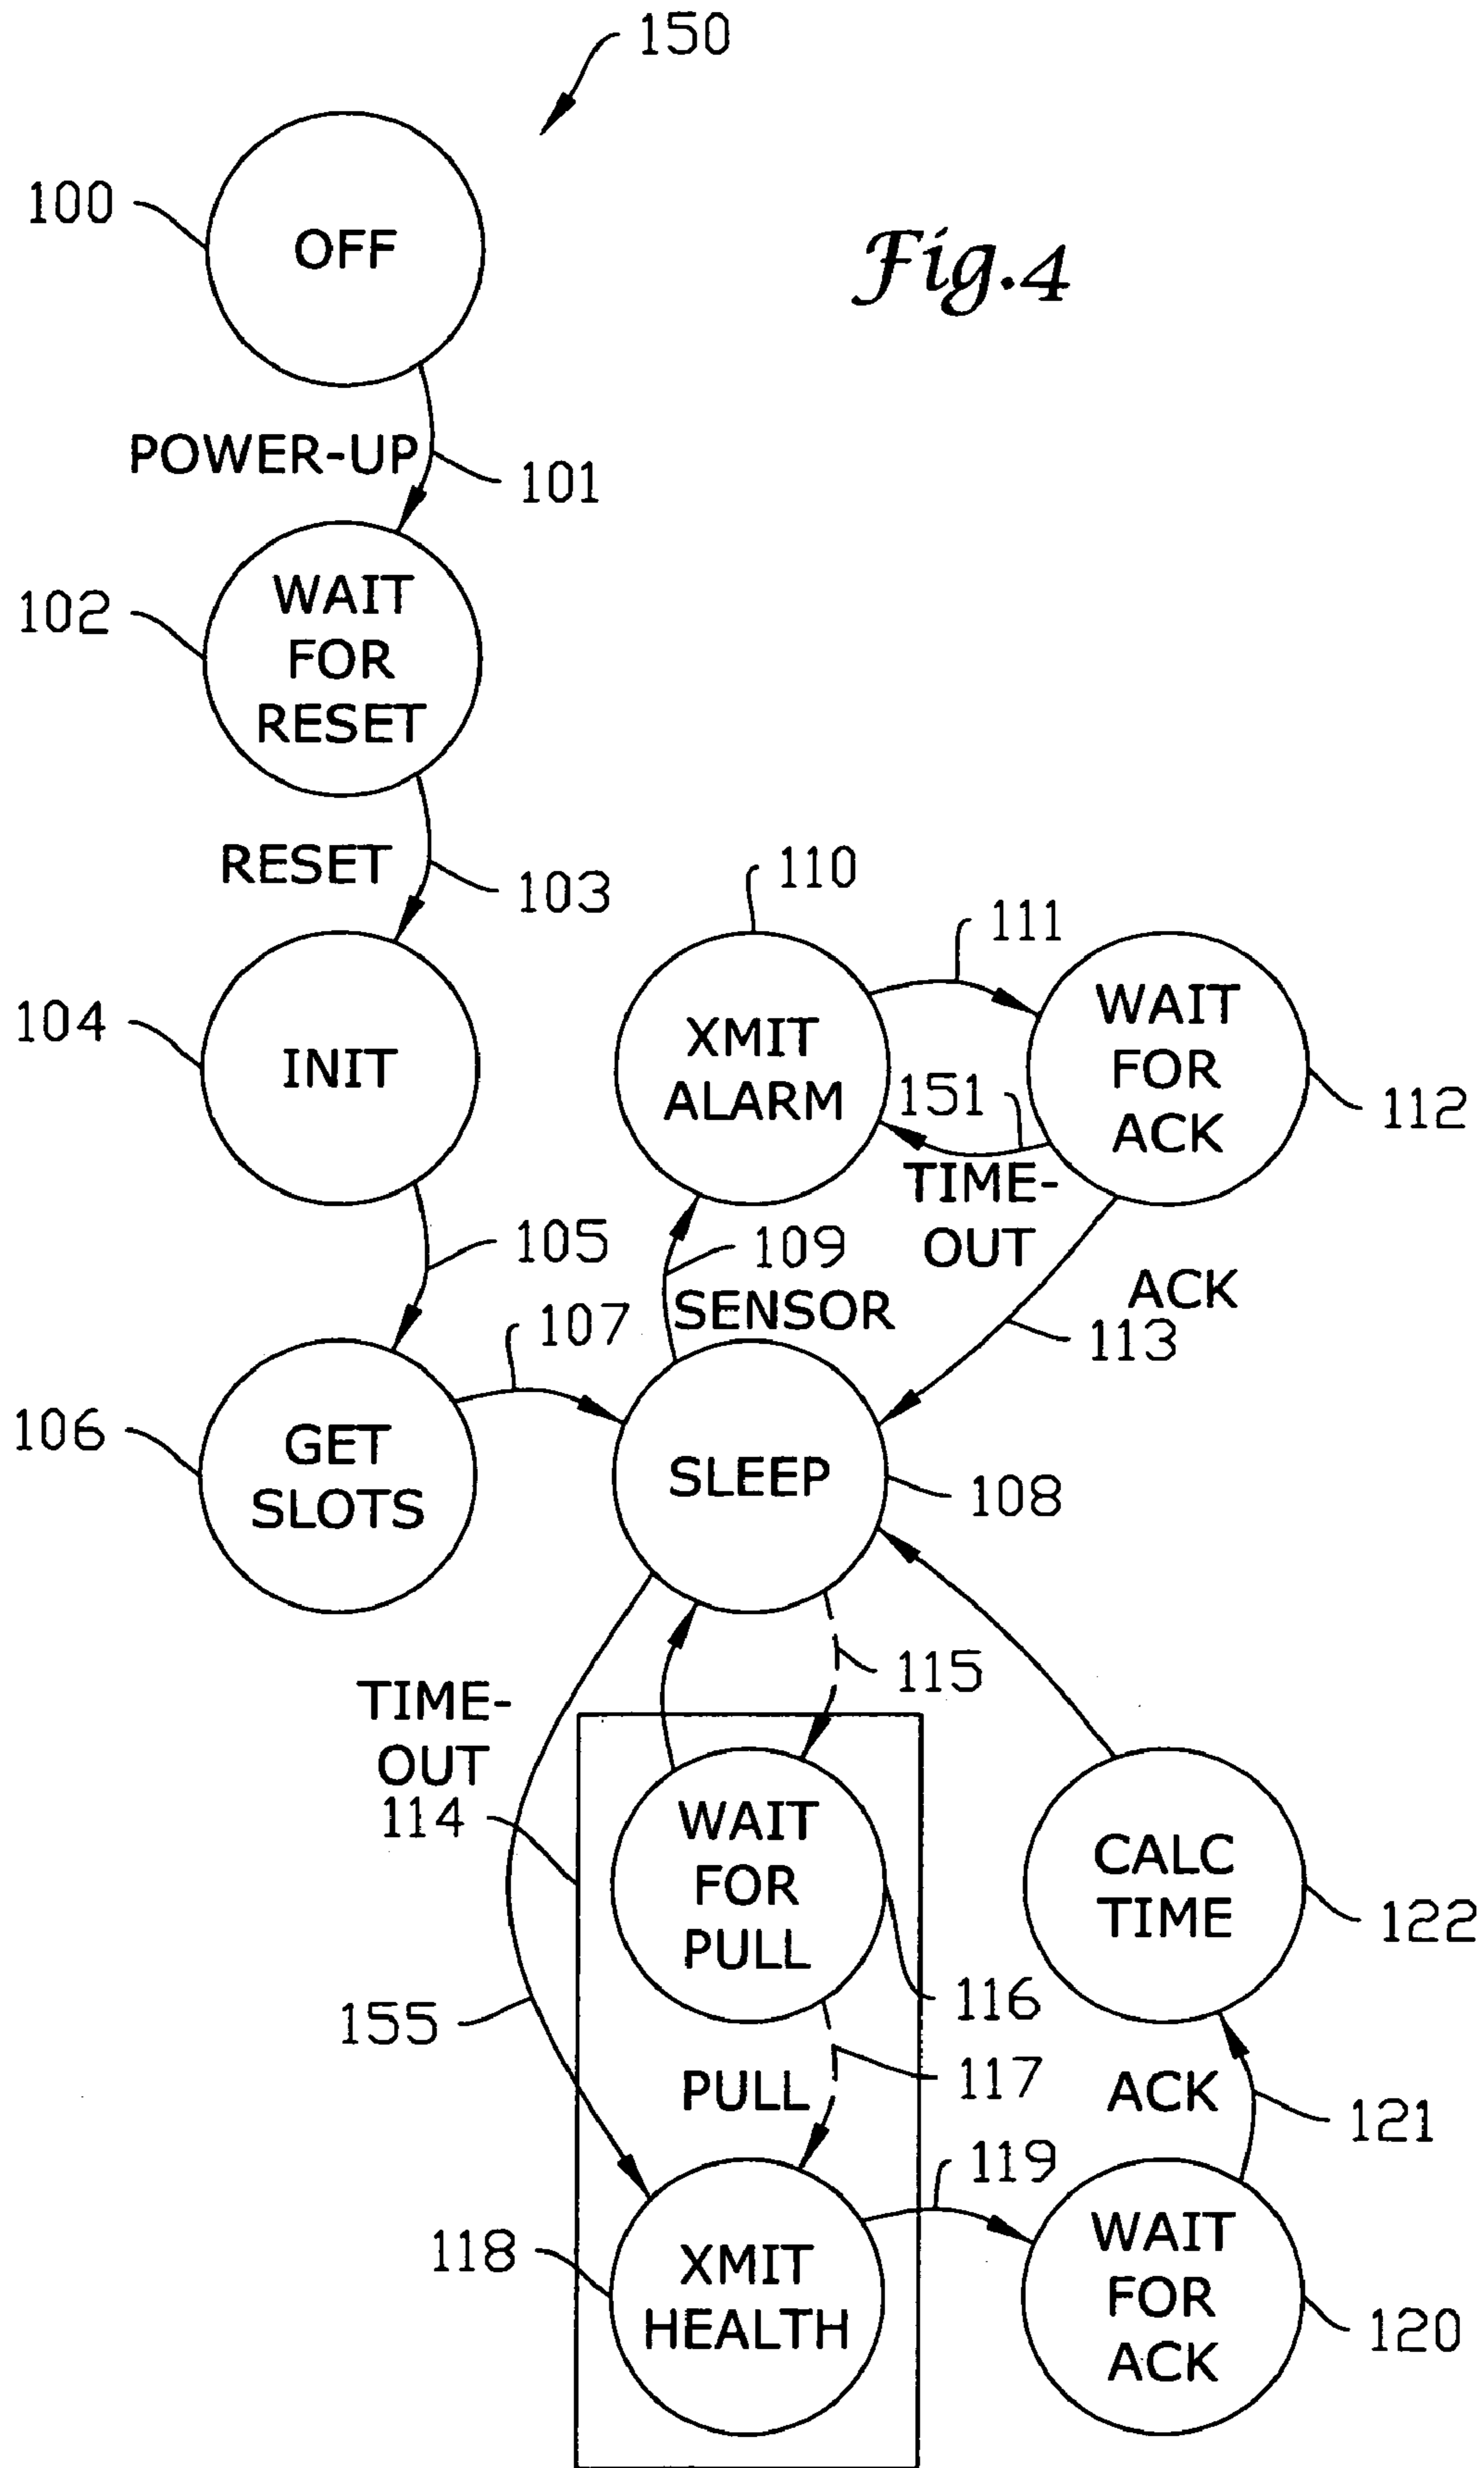 150
100
OFF
Fig.4
POWER-UP
101
102
WAIT
FOR
RESET
RESET
103
110
111
104
INIT
XMIT
ALARM
151
WAIT
FOR
ACK
112
TIME-
OUT
105
109
SENSOR
ACK
113
107
106
GET
SLOTS
SLEEP
108
TIME-
OUT
115
114
WAIT
FOR
PULL
CALC
TIME
122
116
155
PULL
117
ACK
121
119
118
XMIT
HEALTH
WAIT
FOR
ACK
120